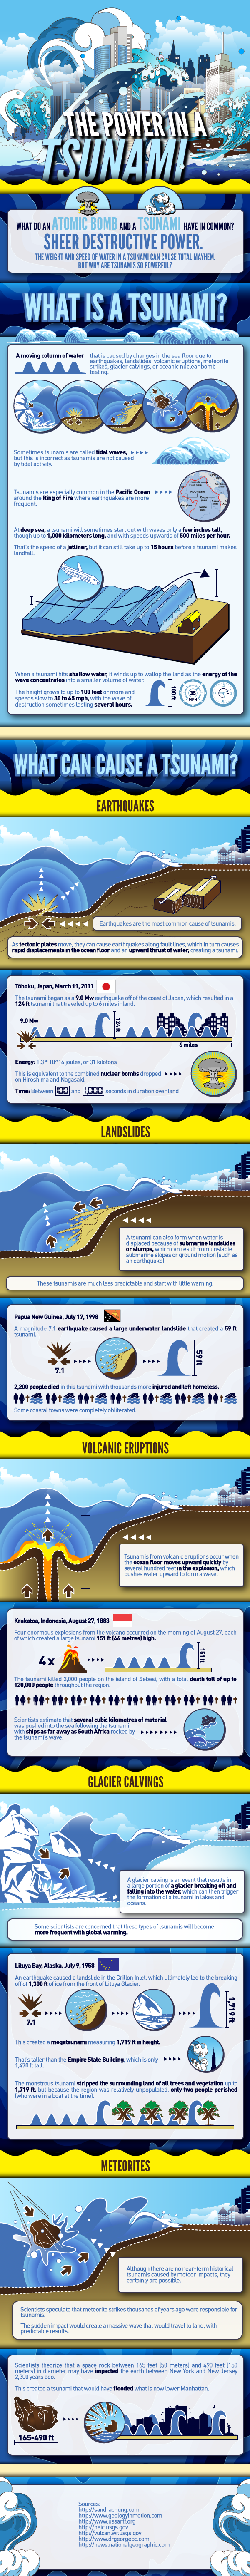 THE POWER IN A
TSUNAMI
WHAT DO AN ATOMIC BOMB AND A TSUNAMI HAVE IN COMMON?
SHEER DESTRUCTIVE POWER.
THE WEIGHT AND SPEED OF WATER IN A TSUNAMI CAN CAUSE TOTAL MAYHEM.
BUT WHY ARE TSUNAMIS SO POWERFUL?
WHAT IS A TSUNAMI?
A moving column of water
that is caused by changes in the sea floor due to
earthquakes, landslides, volcanic eruptions, meteorite
strikes, glacier calvings, or oceanic nuclear bomb
testing.
Sometimes tsunamis are called tidal waves,
but this is incorrect as tsunamis are not caused
by tidal activity.
Tsunamis are especially common in the Pacific Ocean
around the Ring of Fire where earthquakes are more
frequent.
At deep sea, a tsunami will sometimes start out with waves only a few inches tall,
though up to 1,000 kilometers long, and with speeds upwards of 500 miles per hour.
That's the speed of a jetliner, but it can still take up to 15 hours before a tsunami makes
landfall.
When a tsunami hits shallow water, it winds up to wallop the land as the energy of the
wave concentrates into a smaller volume of water.
The height grows to up to 100 feet or more and
speeds slow to 30 to 45 mph, with the wave of
destruction sometimes lasting several hours.
100 ft
WHAT CAN CAUSE A TSUNAMI?
EARTHQUAKES
Earthquakes are the most common cause of tsunamis.
As tectonic plates move, they can cause earthquakes along fault lines, which in turn causes
rapid displacements in the ocean floor and an upward thrust of water, creating a tsunami.
Tōhoku, Japan, March 11, 2011
The tsunami began as a 9.0 Mw earthquake off the coast of Japan, which resulted in a
124 ft tsunami that traveled up to 6 miles inland.
9.0 Mw
124 ft
6 miles
Energy: 1.3 * 10^14 joules, or 31 kilotons
This is equivalent to the combined nuclear bombs dropped
on Hiroshima and Nagasaki.
Time: Between 100 and 1,000 seconds in duration over land
LANDSLIDES
A tsunami can also form when water is
displaced because of submarine landslides
or slumps, which can result from unstable
submarine slopes or ground motion (such as
an earthquake).
These tsunamis are much less predictable and start with little warning.
Papua New Guinea, July 17, 1998
A magnitude 7.1 earthquake caused a large underwater landslide that created a 59 ft
tsunami.
7.1
59 ft
2,200 people died in this tsunami with thousands more injured and left homeless.
Some coastal towns were completely obliterated.
VOLCANIC ERUPTIONS
Tsunamis from volcanic eruptions occur when
the ocean floor moves upward quickly by
several hundred feet in the explosion, which
pushes water upward to form a wave.
Krakatoa, Indonesia, August 27, 1883
Four enormous explosions from the volcano occurred on the morning of August 27, each
of which created a large tsunami 151 ft (46 metres) high.
4x
151 ft
The tsunami killed 3,000 people on the island of Sebesi, with a total death toll of up to
120,000 people throughout the region.
Scientists estimate that several cubic kilometres of material
was pushed into the sea following the tsunami,
with ships as far away as South Africa rocked by
the tsunami's wave.
GLACIER CALVINGS
A glacier calving is an event that results in
a large portion of a glacier breaking off and
falling into the water, which can then trigger
the formation of a tsunami in lakes and
oceans.
Some scientists are concerned that these types of tsunamis will become
more frequent with global warming.
Lituya Bay, Alaska, July 9, 1958
An earthquake caused a landslide in the Crillon Inlet, which ultimately led to the breaking
off of 1,300 ft of ice from the front of Lituya Glacier.
7.1
1,719 ft
This created a megatsunami measuring 1,719 ft in height.
That's taller than the Empire State Building, which is only
1,470 ft tall.
The monstrous tsunami stripped the surrounding land of all trees and vegetation up to
1,719 ft, but because the region was relatively unpopulated, only two people perished
(who were in a boat at the time).
METEORITES
Although there are no near-term historical
tsunamis caused by meteor impacts, they
certainly are possible.
Scientists speculate that meteorite strikes thousands of years ago were responsible for
tsunamis.
The sudden impact would create a massive wave that would travel to land, with
predictable results.
Scientists theorize that a space rock between 165 feet (50 meters) and 490 feet (150
meters) in diameter may have impacted the earth between New York and New Jersey
2,300 years ago.
This created a tsunami that would have flooded what is now lower Manhattan.
165-490 ft
Sources:
http://sandrachung.com
http://www.geologyinmotion.com
http://www.ussartf.org
http://neic.usgs.gov
http://vulcan.wr.usgs.gov
http://www.drgeorgepc.com
http://news.nationalgeographic.com